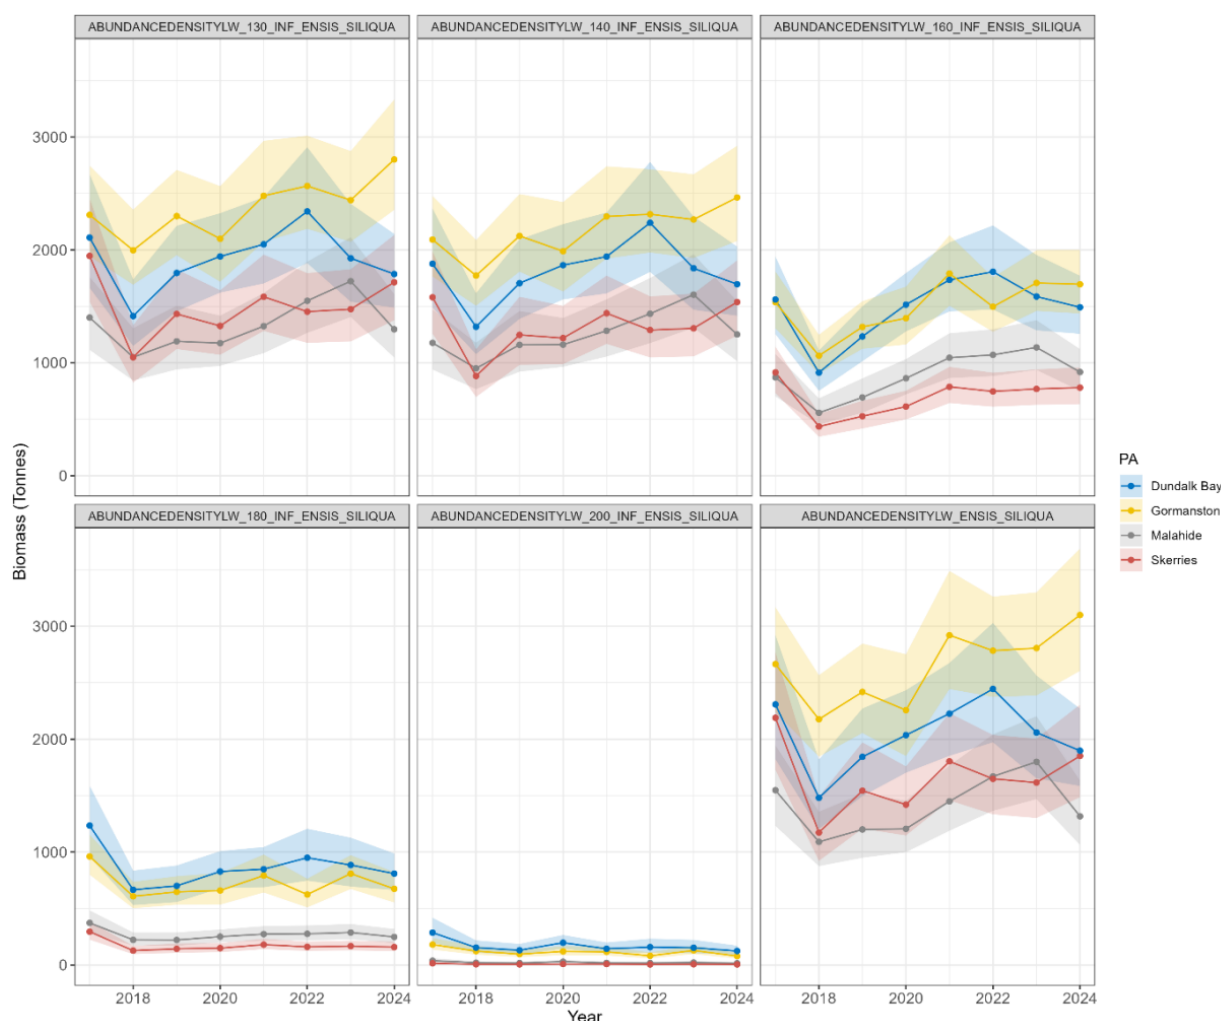 ABUNDANCEDENSITYLW_130_INF_ENSIS_SILIQUA
ABUNDANCEDENSITYLW_140_INF_ENSIS_SILIQUA
ABUNDANCEDENSITYLW_160_INF_ENSIS_SILIQUA
3000
2000
1000
0
Biomass (Tonnes)
ABUNDANCEDENSITYLW_180_INF_ENSIS_SILIQUA
ABUNDANCEDENSITYLW_200_INF_ENSIS_SILIQUA
ABUNDANCEDENSITYLW_ENSIS_SILIQUA
3000
2000
1000
0
2018 2020 2022 2024
2018 2020 2022 2024
2018 2020 2022 2024
Year
PA
Dundalk Bay
Gormanston
Malahide
Skerries